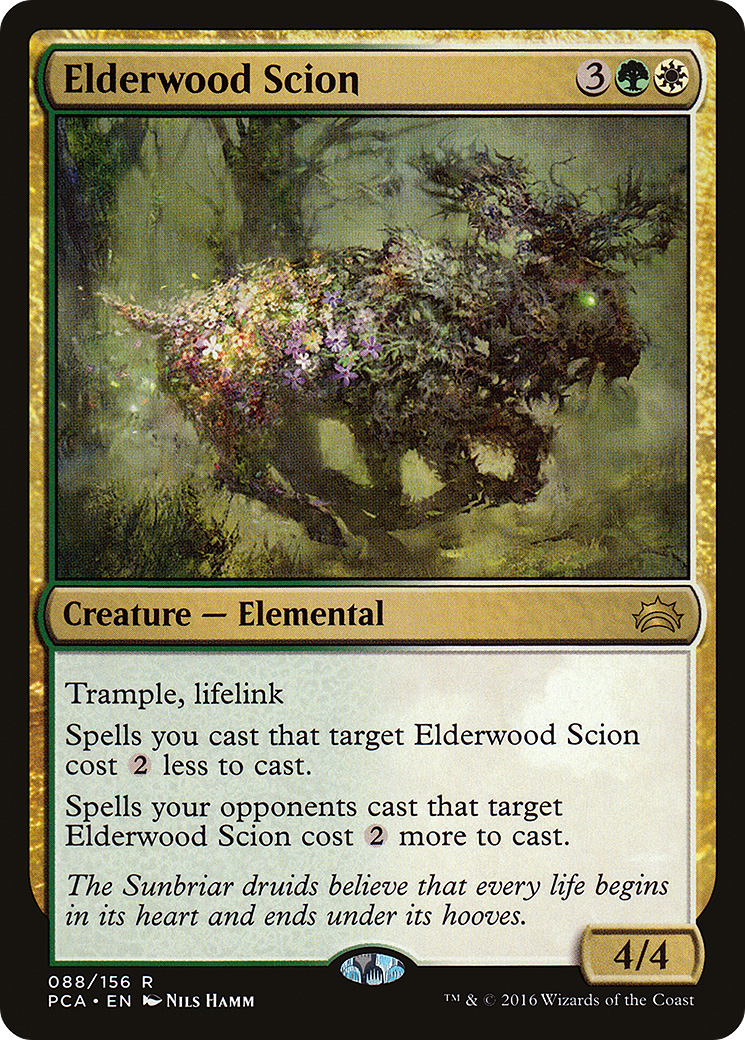 Elderwood Scion 3
Creature — Elemental
Trample, lifelink
Spells you cast that target Elderwood Scion
cost 2 less to cast.
Spells your opponents cast that target
Elderwood Scion cost 2 more to cast.
The Sunbriar druids believe that every life begins
in its heart and ends under its hooves.
4/4
088/156 R
PCA • EN Nils Hamm
™ & © 2016 Wizards of the Coast